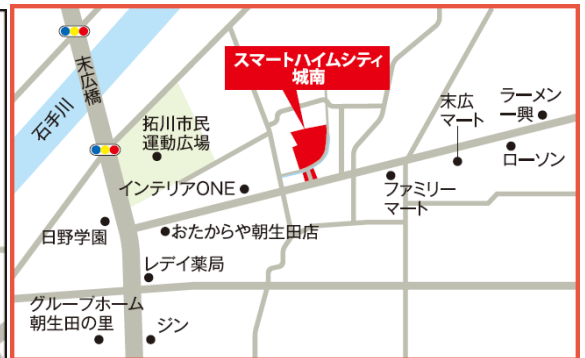 スマートハイムシティ
城南
末広橋
石手川
拓川市民
運動広場
末広
マート
ラーメン
一興
ローソン
インテリアONE
ファミリー
マート
日野学園
おたからや朝生田店
レデイ薬局
グループホーム
朝生田の里
ジン